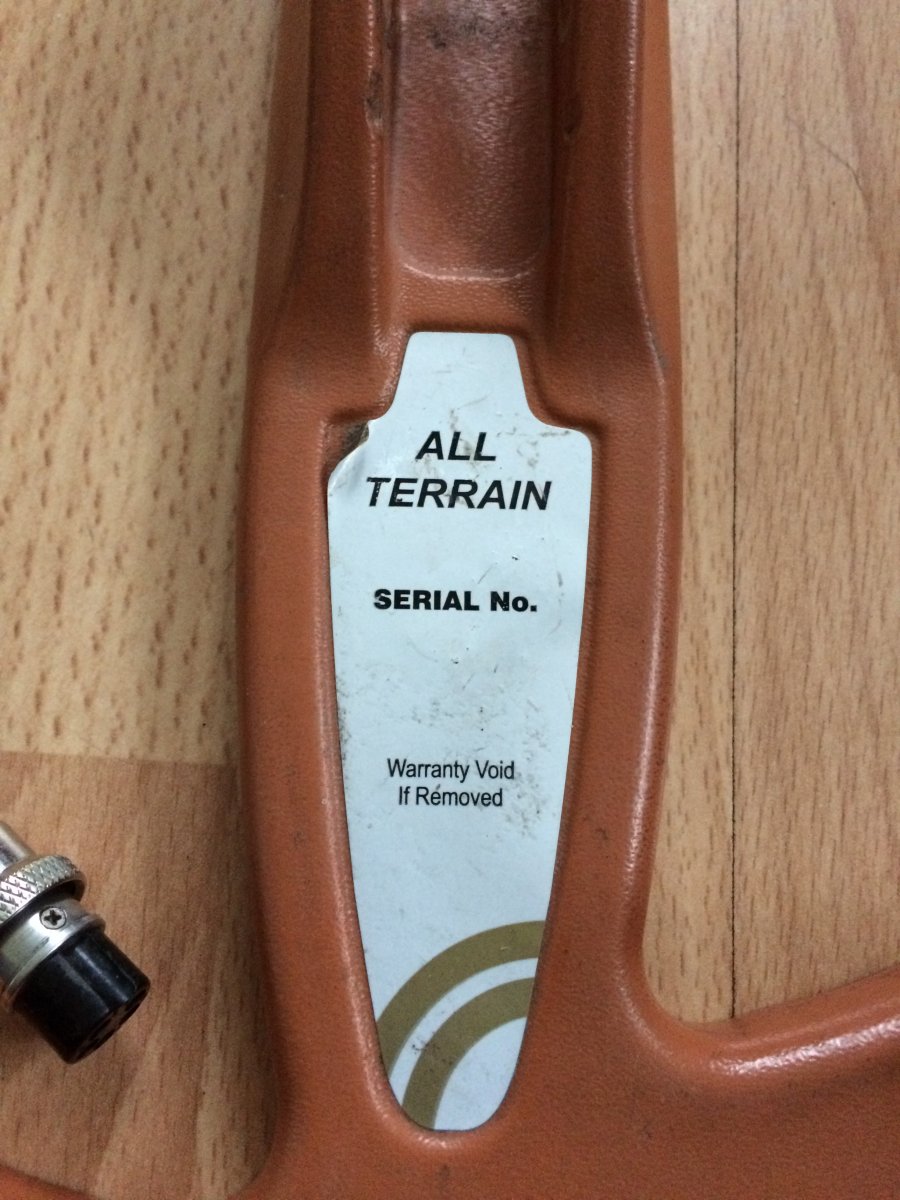 ALL
TERRAIN
SERIAL No.
Warranty Void
If Removed